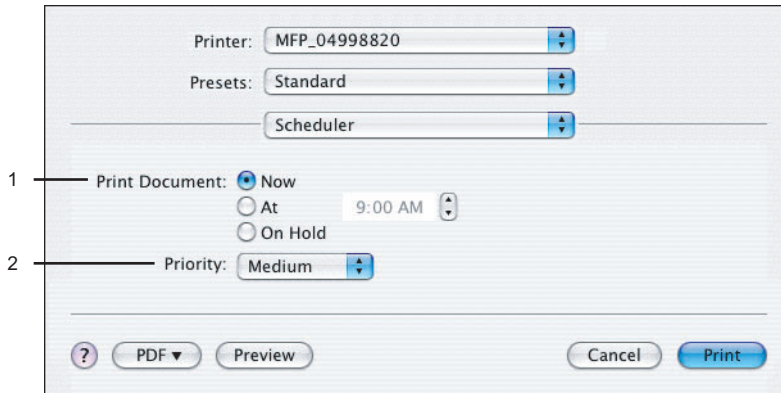 Printer: MFP_04998820
Presets: Standard
Scheduler
1 Print Document: Now
At 9:00 AM
On Hold
2 Priority: Medium
? PDF ▼ Preview Cancel Print